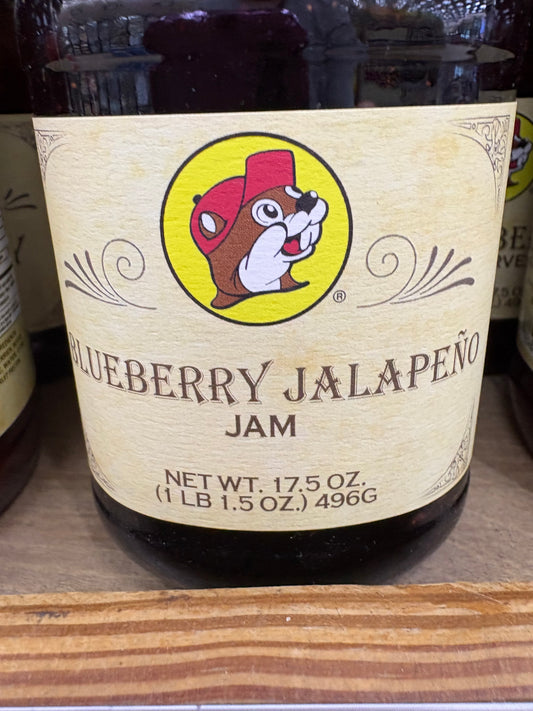 ®
BLUEBERRY JALAPEÑO
JAM
NET WT. 17.5 OZ.
(1 LB 1.5 OZ.) 496G